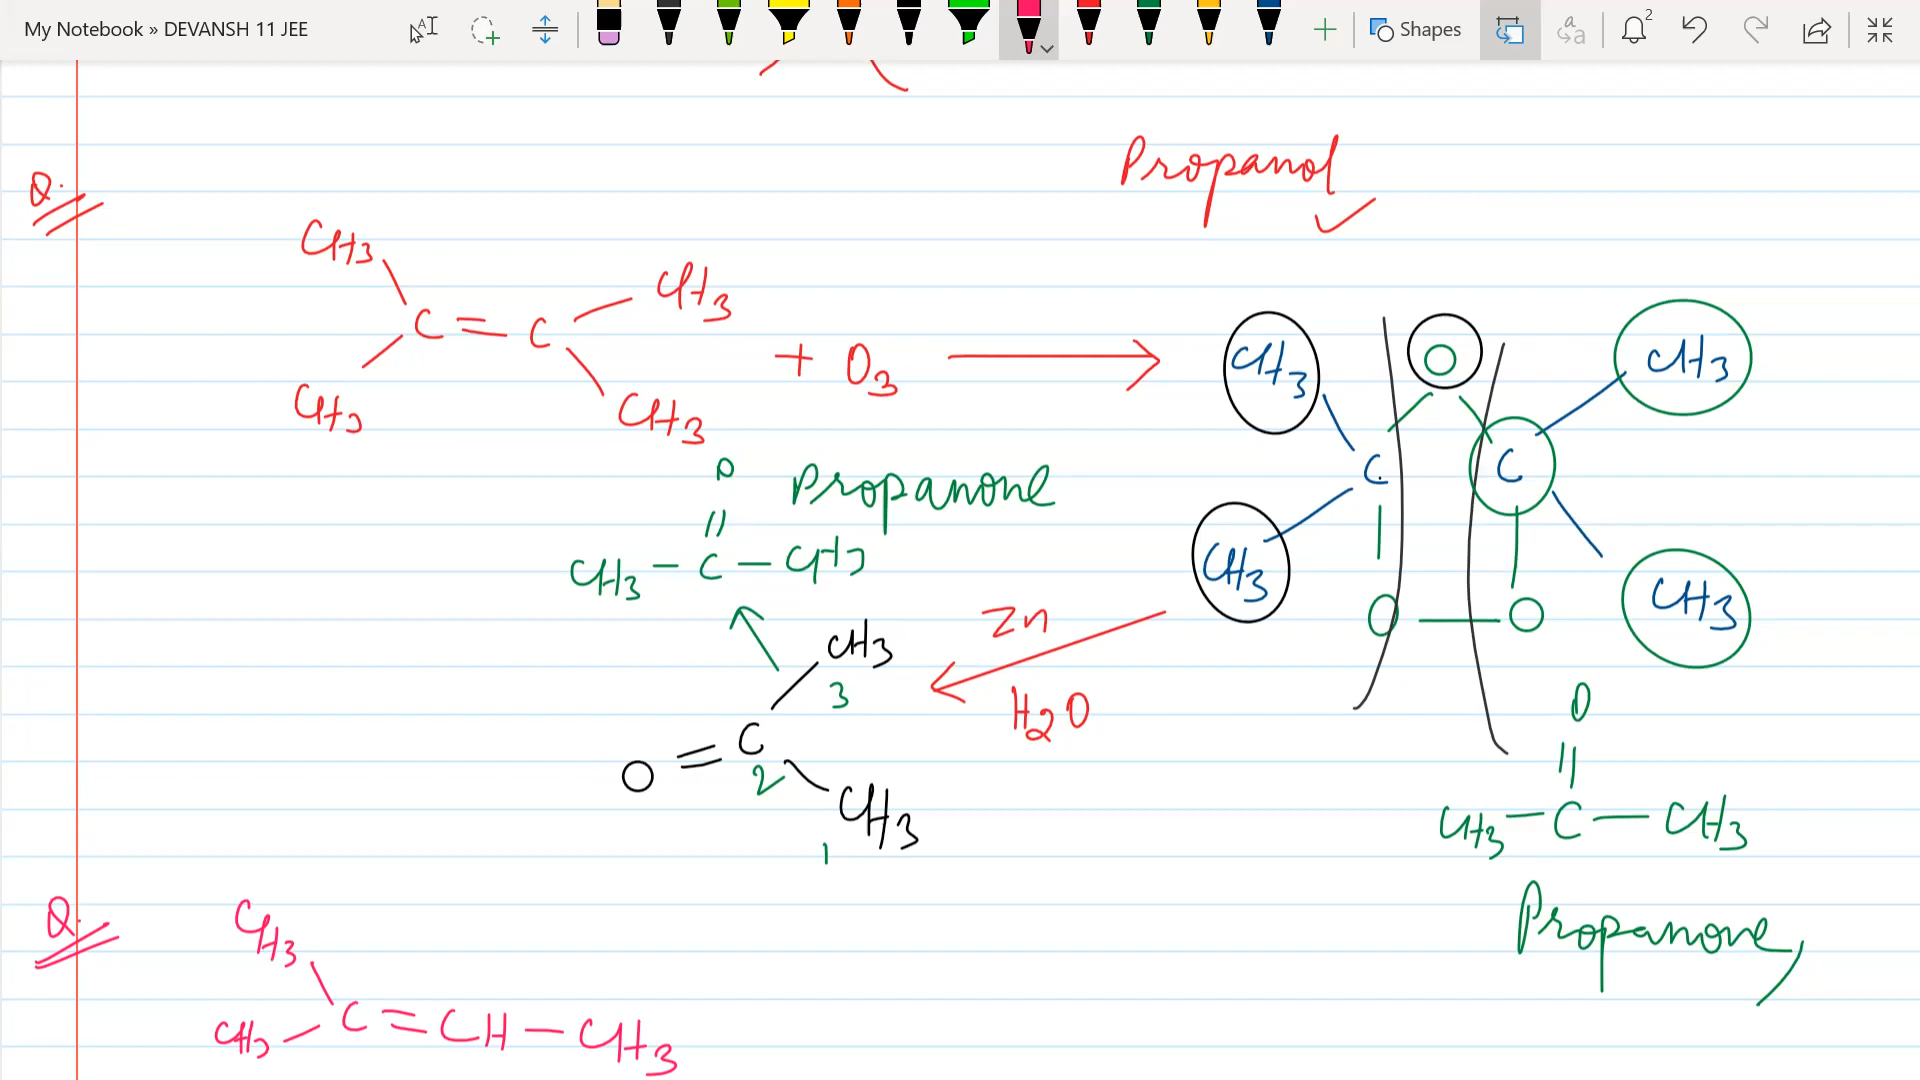 My Notebook » DEVANSH 11 JEE
Shapes
2
Propanol
Q.
CH3
CH3
C = C
CH3
CH3
+ O3
CH3
O
CH3
C
C
CH3
O
O
CH3
O
Propanone
CH3 - C - CH3
Zn
H2O
CH3
3
O = C
2
CH3
1
O
CH3 - C - CH3
Propanone,
Q.
CH3
CH3 - C = CH - CH3